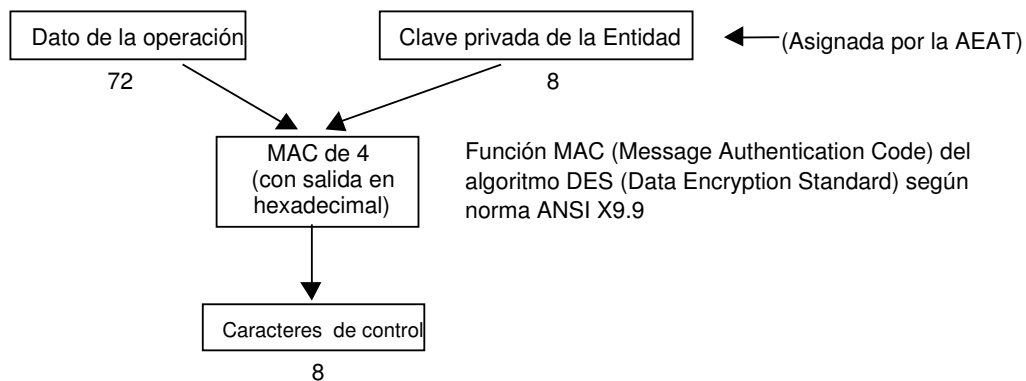 Dato de la operación
Clave privada de la Entidad
(Asignada por la AEAT)
72
8
MAC de 4
(con salida en
hexadecimal)
Función MAC (Message Authentication Code) del
algoritmo DES (Data Encryption Standard) según
norma ANSI X9.9
Caracteres de control
8